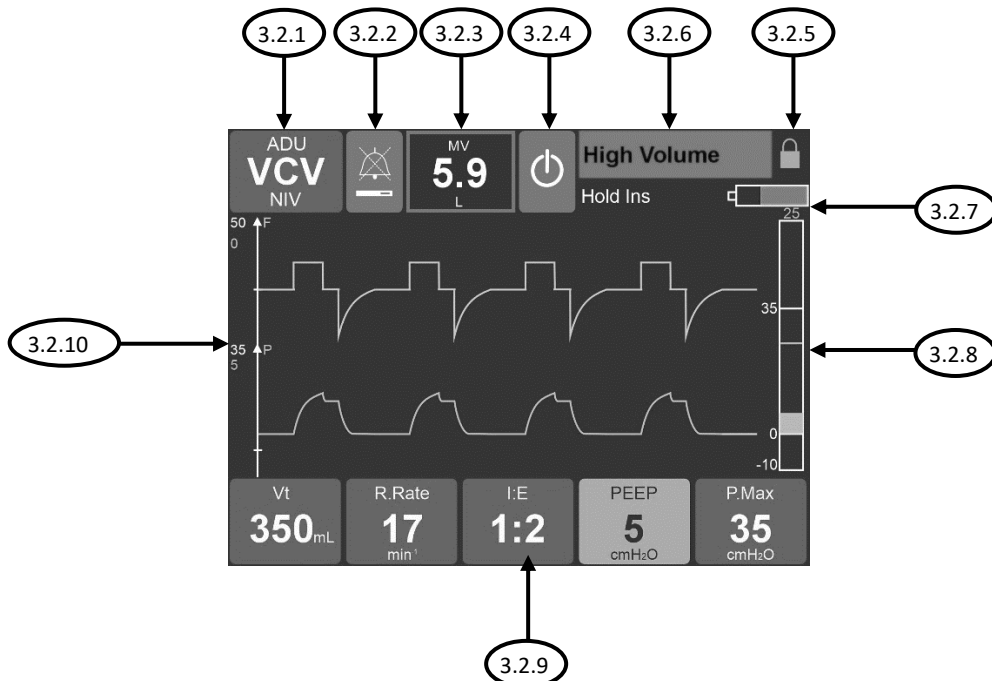 3.2.1 3.2.2 3.2.3 3.2.4 3.2.6 3.2.5
ADU
VCV
NIV
MV
5.9
L
High Volume
Hold Ins
3.2.7
25
50 F
0
35
3.2.10
35 P
5
3.2.8
0
-10
Vt
350 mL
R.Rate
17
min⁻¹
I:E
1:2
PEEP
5
cmH₂O
P.Max
35
cmH₂O
3.2.9